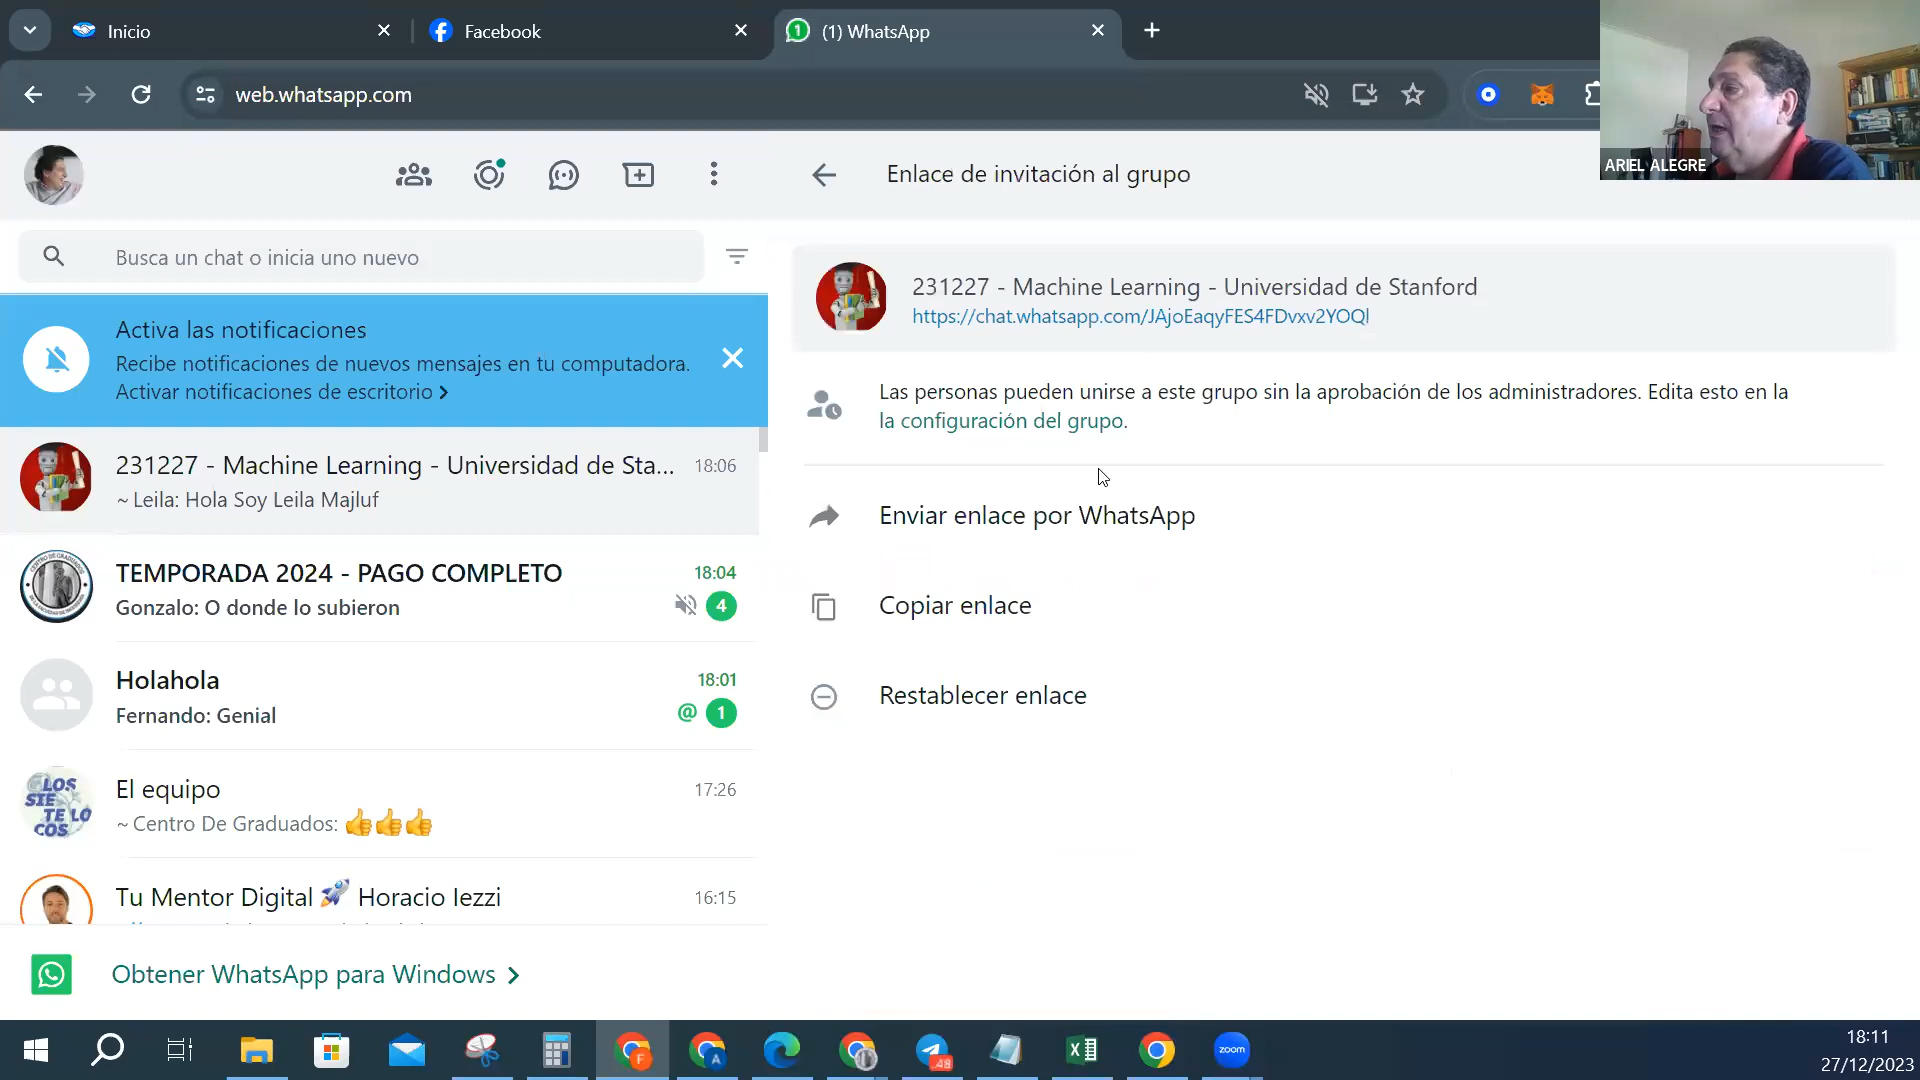 Inicio
Facebook
(1) WhatsApp
web.whatsapp.com
ARIEL ALEGRE
Enlace de invitación al grupo
Busca un chat o inicia uno nuevo
Activa las notificaciones
Recibe notificaciones de nuevos mensajes en tu computadora.
Activar notificaciones de escritorio
231227 - Machine Learning - Universidad de Sta... 18:06
~ Leila: Hola Soy Leila Majluf
TEMPORADA 2024 - PAGO COMPLETO 18:04
Gonzalo: O donde lo subieron 4
Holahola 18:01
Fernando: Genial @ 1
LOS SIETE LOCOS
El equipo 17:26
~ Centro De Graduados: 👍👍👍
Tu Mentor Digital 🚀 Horacio Iezzi 16:15
Obtener WhatsApp para Windows
231227 - Machine Learning - Universidad de Stanford
https://chat.whatsapp.com/JAjoEaqyFES4FDvxv2YOQl
Las personas pueden unirse a este grupo sin la aprobación de los administradores. Edita esto en la
la configuración del grupo.
Enviar enlace por WhatsApp
Copiar enlace
Restablecer enlace
zoom
18:11
27/12/2023